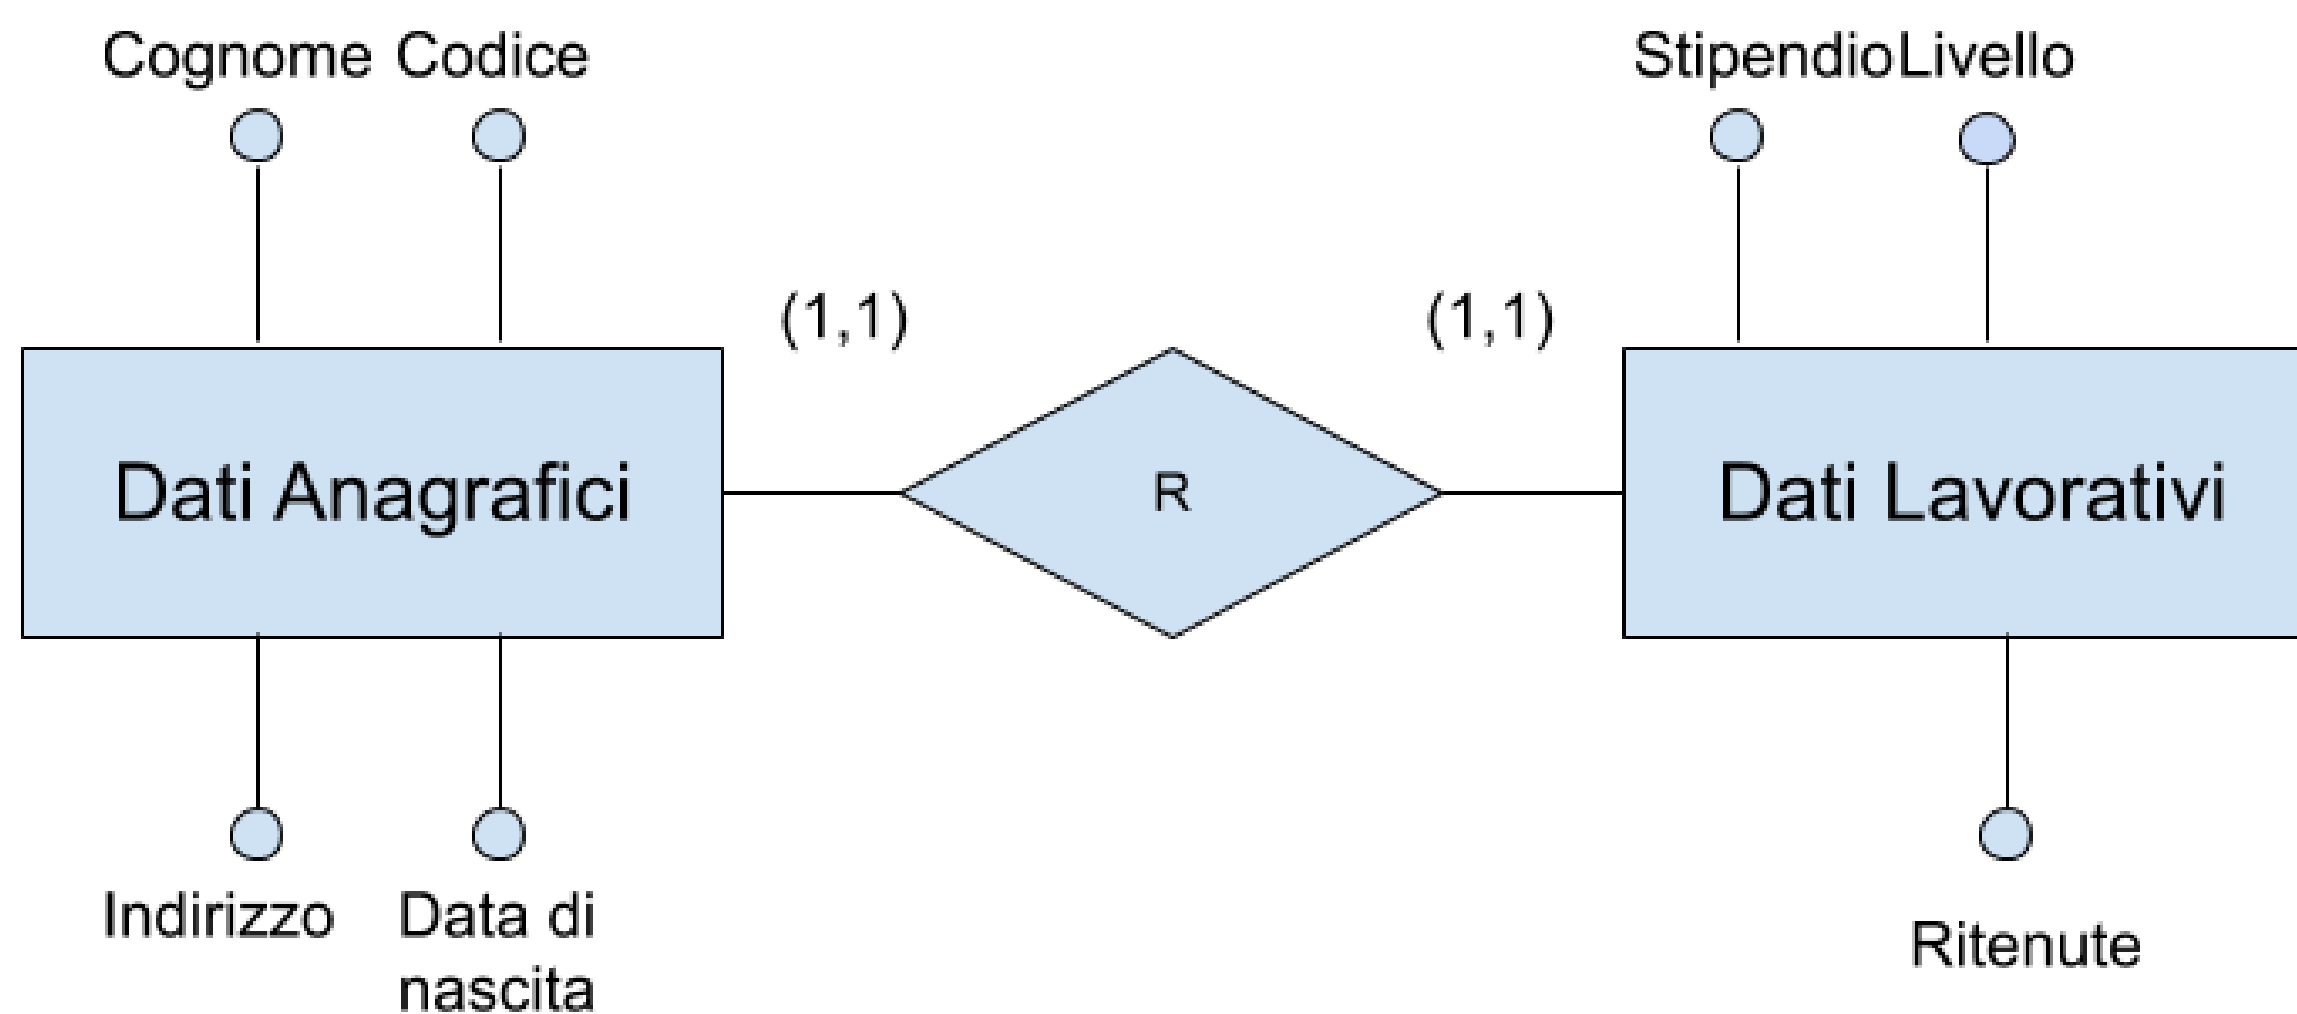 Cognome Codice
StipendioLivello
(1,1)
(1,1)
Dati Anagrafici
R
Dati Lavorativi
Indirizzo
Data di
nascita
Ritenute